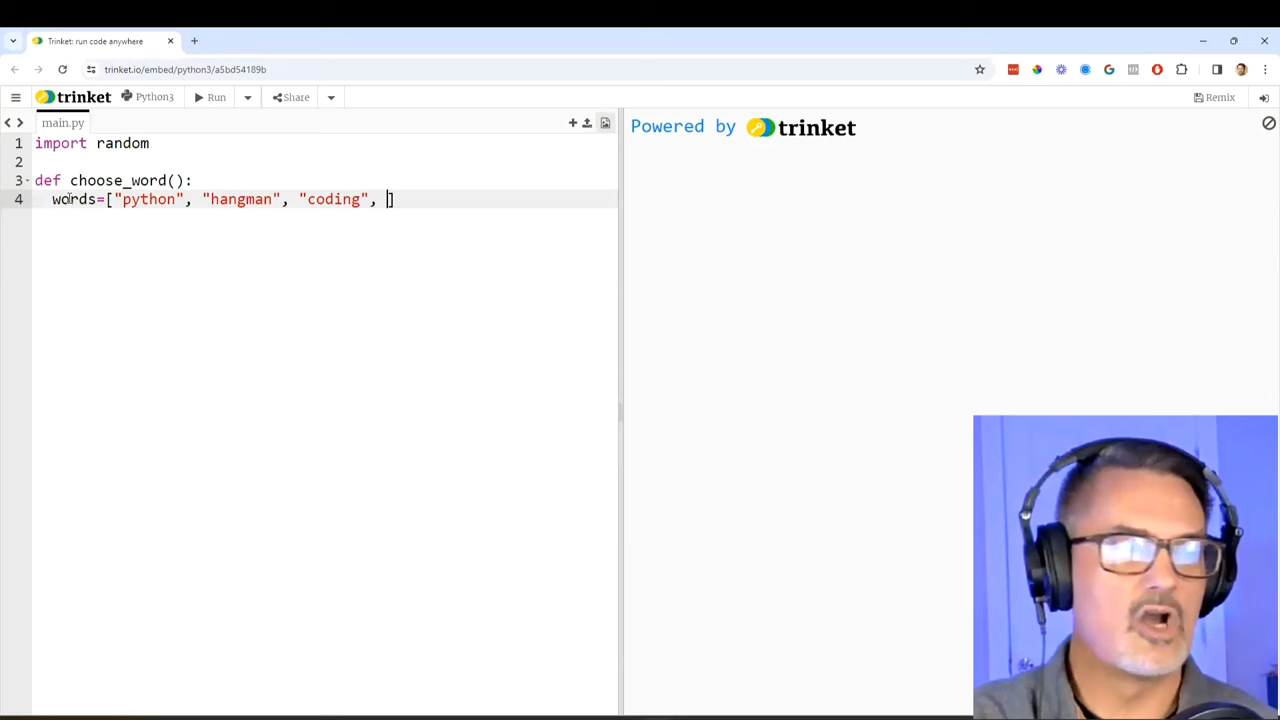 Trinket: run code anywhere
trinket.io/embed/python3/a5bd54189b
trinket Python3 Run Share Remix
main.py
Powered by trinket
1 import random
2
3 def choose_word():
4 words=["python", "hangman", "coding", ]